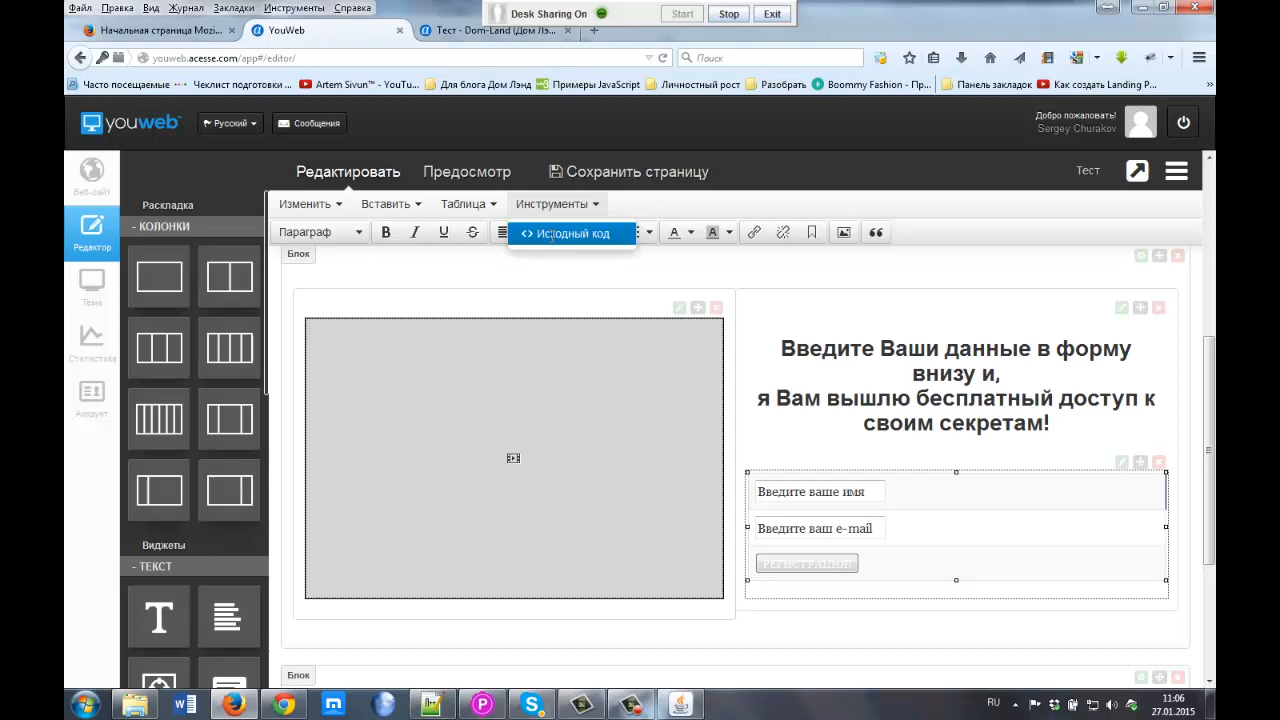 Файл Правка Вид Журнал Закладки Инструменты Справка
Desk Sharing On Start Stop Exit
Начальная страница Mozi... × YouWeb × Тест - Dom-Land (Дом Лэ... × +
youweb.acesse.com/app#/editor/ Поиск
Часто посещаемые Чеклист подготовки ... Artem Sivun™ - YouTu... Для блога Дом Лэнд Примеры JavaScript Личностный рост Разобрать Boommy Fashion - Пр... Панель закладок Как создать Landing P... »
youweb Русский Сообщения
Добро пожаловать!
Sergey Churakov
Веб-сайт
Редактор
Тема
Статистика
Аккаунт
Редактировать Предосмотр Сохранить страницу Тест
Раскладка
- КОЛОНКИ
Виджеты
- ТЕКСТ
Изменить Вставить Таблица Инструменты
Параграф B I U S A A
<> Исходный код
Блок
Введите Ваши данные в форму
внизу и,
я Вам вышлю бесплатный доступ к
своим секретам!
Введите ваше имя
Введите ваш e-mail
РЕГИСТРАЦИЯ!
Блок
RU 11:06
27.01.2015